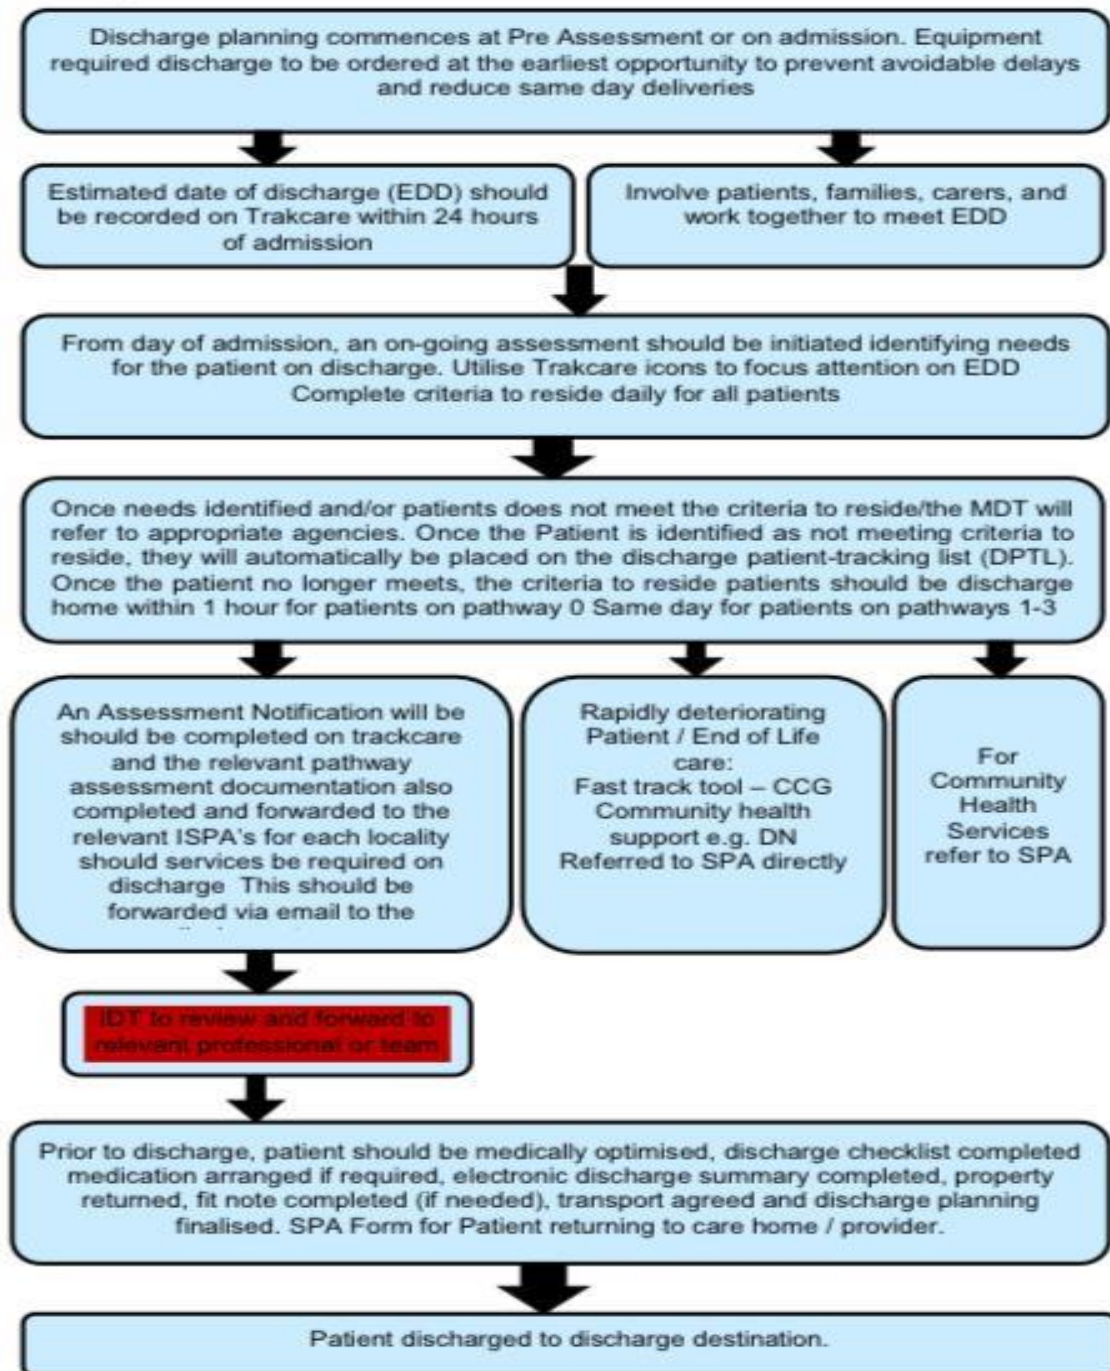 Discharge planning commences at Pre Assessment or on admission. Equipment
required discharge to be ordered at the earliest opportunity to prevent avoidable delays
and reduce same day deliveries
Estimated date of discharge (EDD) should
be recorded on Trakcare within 24 hours
of admission
Involve patients, families, carers, and
work together to meet EDD
From day of admission, an on-going assessment should be initiated identifying needs
for the patient on discharge. Utilise Trakcare icons to focus attention on EDD
Complete criteria to reside daily for all patients
Once needs identified and/or patients does not meet the criteria to reside/the MDT will
refer to appropriate agencies. Once the Patient is identified as not meeting criteria to
reside, they will automatically be placed on the discharge patient-tracking list (DPTL).
Once the patient no longer meets, the criteria to reside patients should be discharge
home within 1 hour for patients on pathway 0 Same day for patients on pathways 1-3
An Assessment Notification will be
should be completed on trackcare
and the relevant pathway
assessment documentation also
completed and forwarded to the
relevant ISPA's for each locality
should services be required on
discharge This should be
forwarded via email to the
Rapidly deteriorating
Patient / End of Life
care:
Fast track tool – CCG
Community health
support e.g. DN
Referred to SPA directly
For
Community
Health
Services
refer to SPA
IDT to review and forward to
relevant professional or team
Prior to discharge, patient should be medically optimised, discharge checklist completed
medication arranged if required, electronic discharge summary completed, property
returned, fit note completed (if needed), transport agreed and discharge planning
finalised. SPA Form for Patient returning to care home / provider.
Patient discharged to discharge destination.